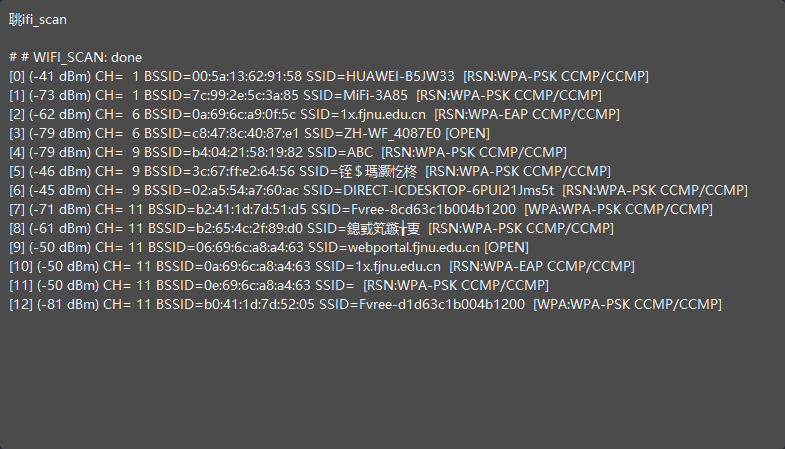 聎ifi_scan
# # WIFI_SCAN: done
[0] (-41 dBm) CH=  1 BSSID=00:5a:13:62:91:58 SSID=HUAWEI-B5JW33  [RSN:WPA-PSK CCMP/CCMP]
[1] (-73 dBm) CH=  1 BSSID=7c:99:2e:5c:3a:85 SSID=MiFi-3A85  [RSN:WPA-PSK CCMP/CCMP]
[2] (-62 dBm) CH=  6 BSSID=0a:69:6c:a9:0f:5c SSID=1x.fjnu.edu.cn  [RSN:WPA-EAP CCMP/CCMP]
[3] (-79 dBm) CH=  6 BSSID=c8:47:8c:40:87:e1 SSID=ZH-WF_4087E0 [OPEN]
[4] (-79 dBm) CH=  9 BSSID=b4:04:21:58:19:82 SSID=ABC  [RSN:WPA-PSK CCMP/CCMP]
[5] (-46 dBm) CH=  9 BSSID=3c:67:ff:e2:64:56 SSID=铚＄瑪灏忔柊  [RSN:WPA-PSK CCMP/CCMP]
[6] (-45 dBm) CH=  9 BSSID=02:a5:54:a7:60:ac SSID=DIRECT-ICDESKTOP-6PUI21Jms5t  [RSN:WPA-PSK CCMP/CCMP]
[7] (-71 dBm) CH= 11 BSSID=b2:41:1d:7d:51:d5 SSID=Fvree-8cd63c1b004b1200  [WPA:WPA-PSK CCMP/CCMP]
[8] (-61 dBm) CH= 11 BSSID=b2:65:4c:2f:89:d0 SSID=  [RSN:WPA-PSK CCMP/CCMP]
[9] (-50 dBm) CH= 11 BSSID=06:69:6c:a8:a4:63 SSID=webportal.fjnu.edu.cn [OPEN]
[10] (-50 dBm) CH= 11 BSSID=0a:69:6c:a8:a4:63 SSID=1x.fjnu.edu.cn  [RSN:WPA-EAP CCMP/CCMP]
[11] (-50 dBm) CH= 11 BSSID=0e:69:6c:a8:a4:63 SSID=  [RSN:WPA-PSK CCMP/CCMP]
[12] (-81 dBm) CH= 11 BSSID=b0:41:1d:7d:52:05 SSID=Fvree-d1d63c1b004b1200  [WPA:WPA-PSK CCMP/CCMP]